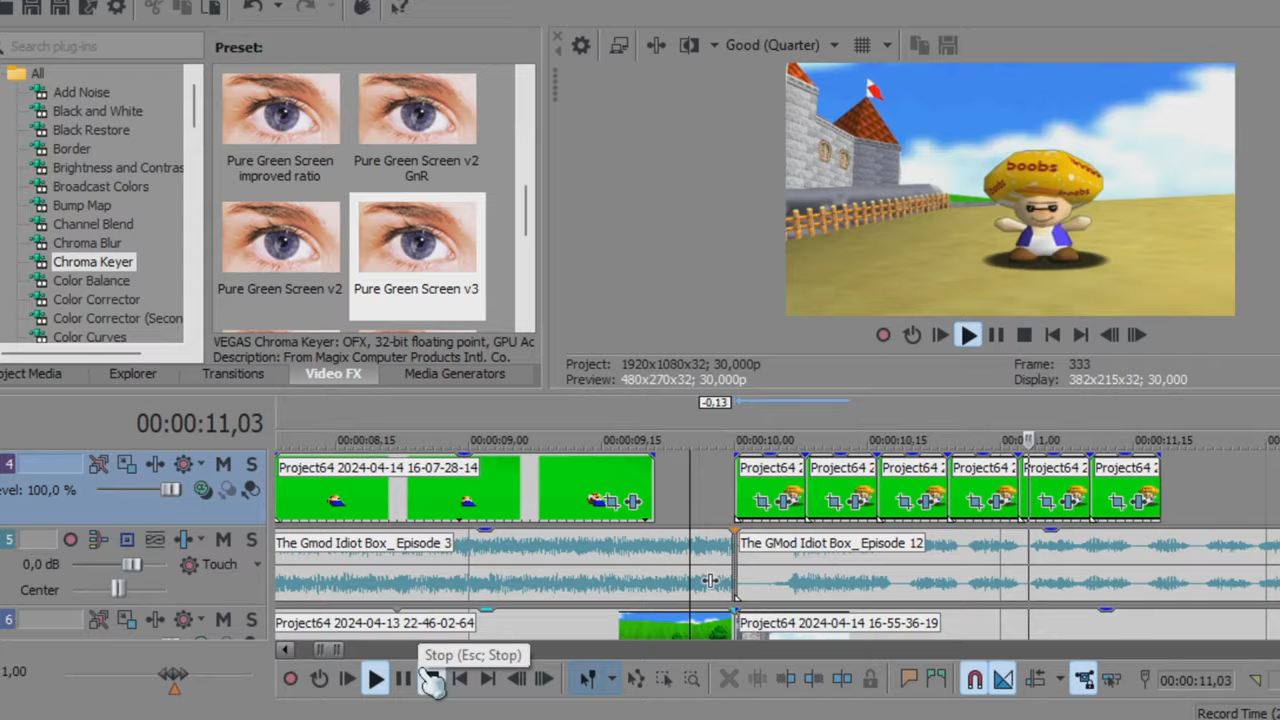 Search plug-ins
All
Add Noise
Black and White
Black Restore
Border
Brightness and Contras
Broadcast Colors
Bump Map
Channel Blend
Chroma Blur
Chroma Keyer
Color Balance
Color Corrector
Color Corrector (Secon
Color Curves
Preset:
Pure Green Screen
improved ratio
Pure Green Screen v2
GnR
Pure Green Screen v2
Pure Green Screen v3
VEGAS Chroma Keyer: OFX, 32-bit floating point, GPU Ac
Description: From Magix Computer Products Intl. Co.
oject Media
Explorer
Transitions
Video FX
Media Generators
Good (Quarter)
boobs
boobs
boobs
Project: 1920x1080x32; 30,000p
Preview: 480x270x32; 30,000p
Frame: 333
Display: 382x215x32; 30,000
-0,13
00:00:11,03
00:00:08,15
00:00:09,00
00:00:09,15
00:00:10,00
00:00:10,15
1,00
00:00:11,15
00:
4
M
S
evel: 100,0 %
Project64 2024-04-14 16-07-28-14
Project64 2
Project64 2
Project64 2
Project64 2
Project64 2
Project64 2
5
M
S
0,0 dB
Touch
Center
The Gmod Idiot Box_ Episode 3
The GMod Idiot Box_ Episode 12
6
M
S
Project64 2024-04-13 22-46-02-64
Project64 2024-04-14 16-55-36-19
Stop (Esc; Stop)
1,00
00:00:11,03
Record Time (2